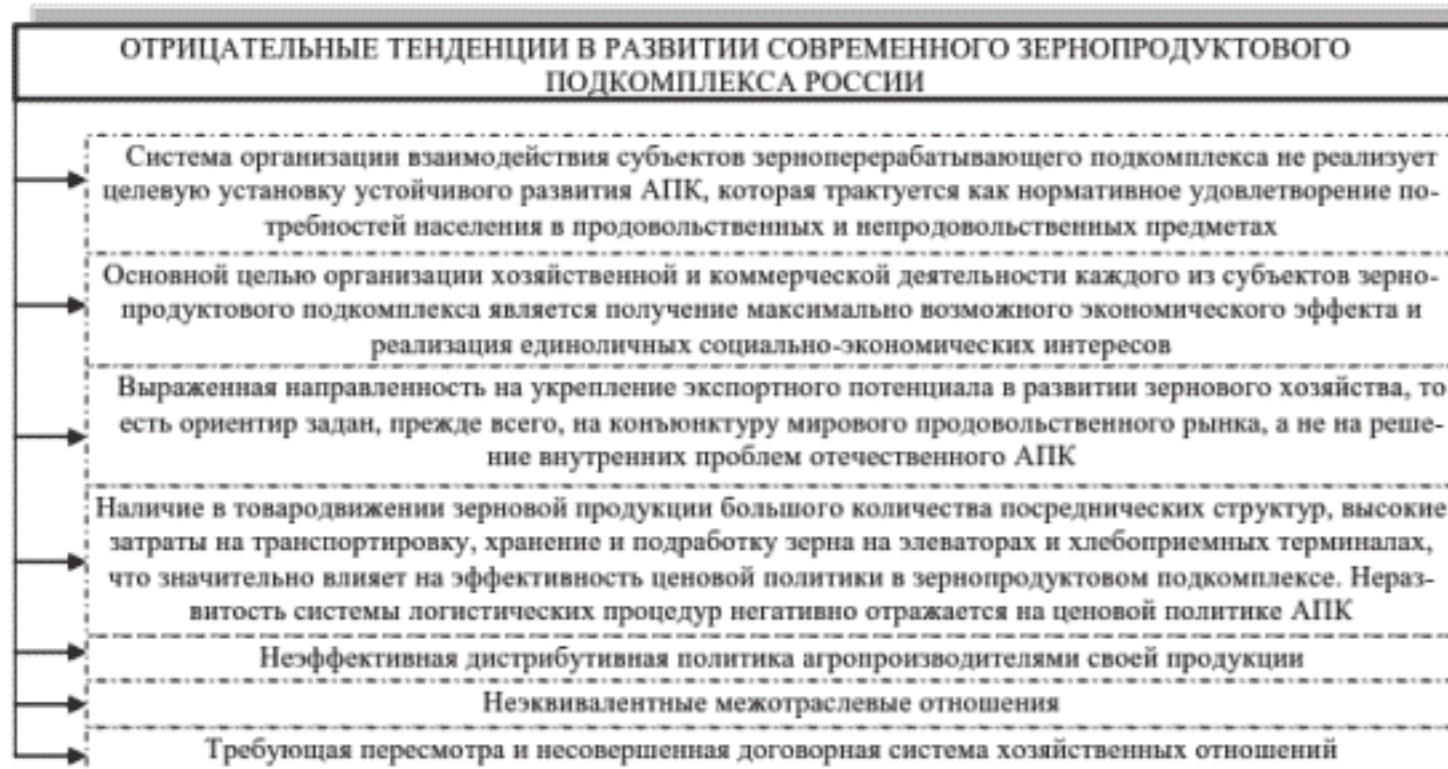 ОТРИЦАТЕЛЬНЫЕ ТЕНДЕНЦИИ В РАЗВИТИИ СОВРЕМЕННОГО ЗЕРНОПРОДУКТОВОГО
ПОДКОМПЛЕКСА РОССИИ
Система организации взаимодействия субъектов зерноперерабатывающего подкомплекса не реализует
целевую установку устойчивого развития АПК, которая трактуется как нормативное удовлетворение по-
требностей населения в продовольственных и непродовольственных предметах
Основной целью организации хозяйственной и коммерческой деятельности каждого из субъектов зерно-
продуктового подкомплекса является получение максимально возможного экономического эффекта и
реализация единоличных социально-экономических интересов
Выраженная направленность на укрепление экспортного потенциала в развитии зернового хозяйства, то
есть ориентир задан, прежде всего, на конъюнктуру мирового продовольственного рынка, а не на реше-
ние внутренних проблем отечественного АПК
Наличие в товародвижении зерновой продукции большого количества посреднических структур, высокие
затраты на транспортировку, хранение и подработку зерна на элеваторах и хлебоприемных терминалах,
что значительно влияет на эффективность ценовой политики в зернопродуктовом подкомплексе. Нераз-
витость системы логистических процедур негативно отражается на ценовой политике АПК
Неэффективная дистрибутивная политика агропроизводителями своей продукции
Неэквивалентные межотраслевые отношения
Требующая пересмотра и несовершенная договорная система хозяйственных отношений